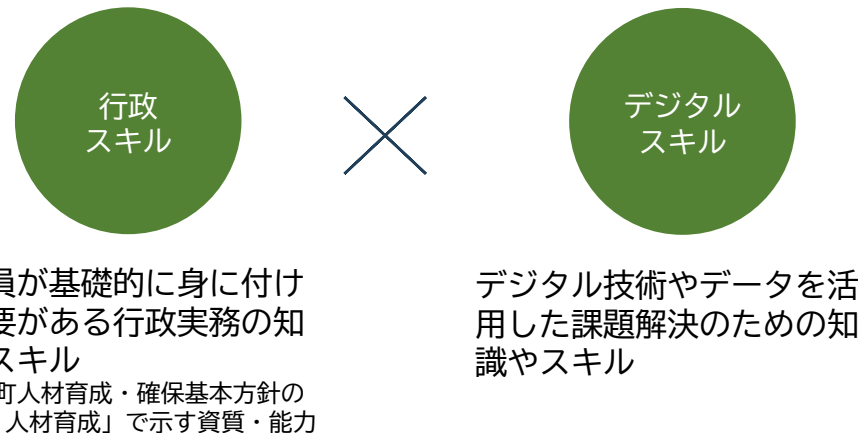 行政
スキル
デジタル
スキル
員が基礎的に身に付け
要がある行政実務の知
スキル
町人材育成・確保基本方針の
人材育成」で示す資質・能力
デジタル技術やデータを活
用した課題解決のための知
識やスキル